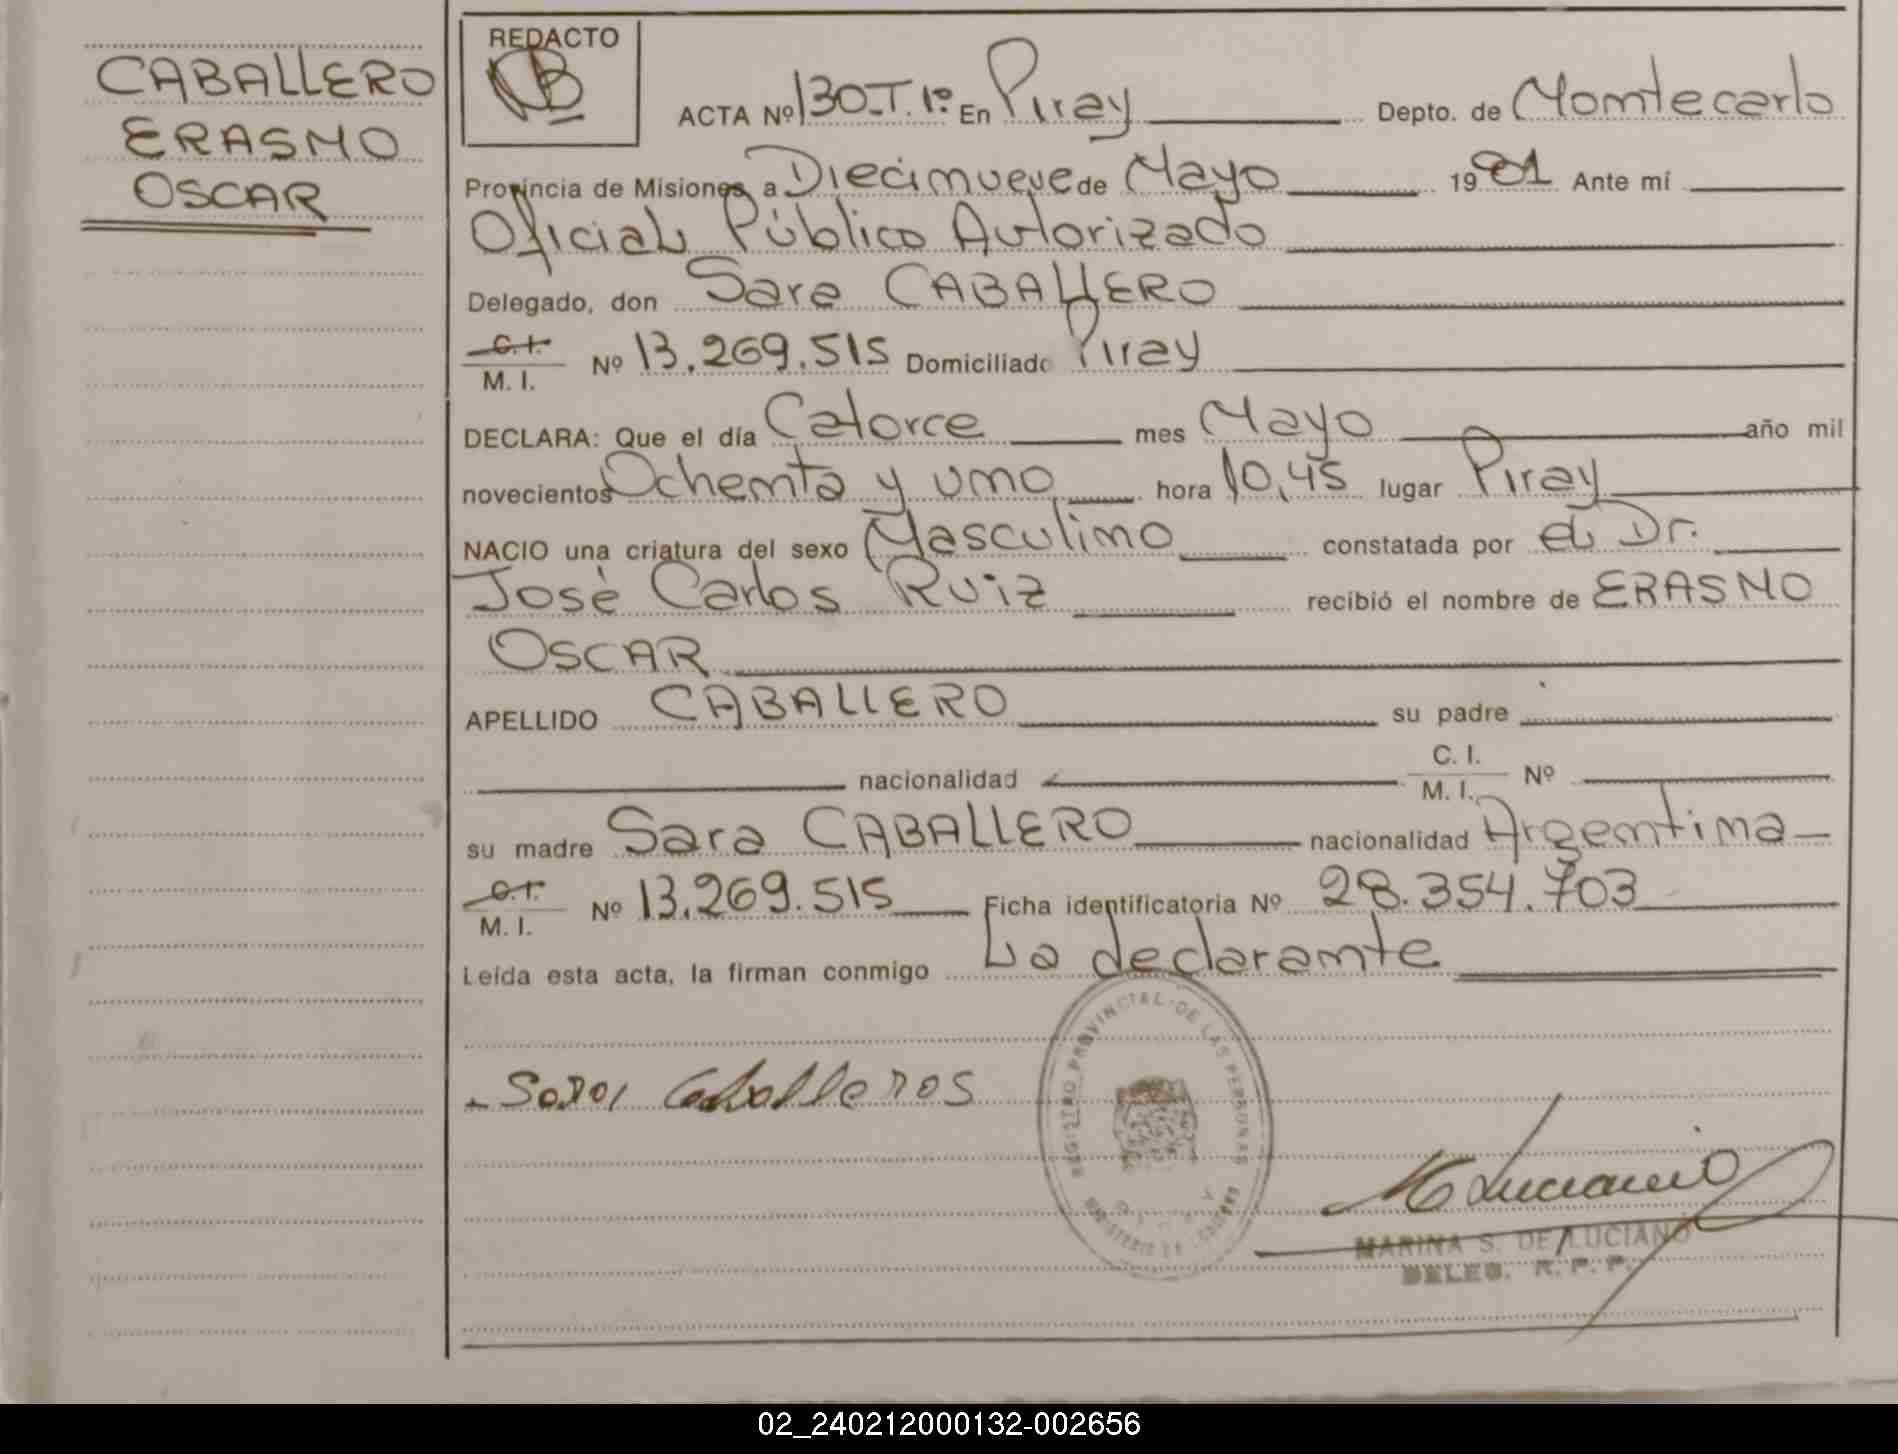 CABALLERO
ERASMO
OSCAR
REDACTO
ACTA Nº 130-T.1º En Piray Depto. de Montecarlo
Provincia de Misiones, a Diecinueve de Mayo 1981 Ante mí
Oficial Público Autorizado
Delegado, don Sara CABALLERO
C.I.
M. I. Nº 13.269.515 Domiciliado Piray
DECLARA: Que el día Catorce mes Mayo año mil
novecientos Ochenta y uno hora 10,45 lugar Piray
NACIO una criatura del sexo Masculino constatada por el Dr.
José Carlos Ruiz recibió el nombre de ERASMO
OSCAR
APELLIDO CABALLERO su padre
nacionalidad C. I.
M. I. Nº
su madre Sara CABALLERO nacionalidad Argentina
C.I.
M. I. Nº 13.269.515 Ficha identificatoria Nº 28.354.703
Leída esta acta, la firman conmigo La declarante
REGISTRO PROVINCIAL DE LAS PERSONAS
PIRAY
MINISTERIO DE GOBIERNO
Sara Caballeros
M Luciano
MARINA S. DE LUCIANO
DELEG. R. P. P.
02_240212000132-002656